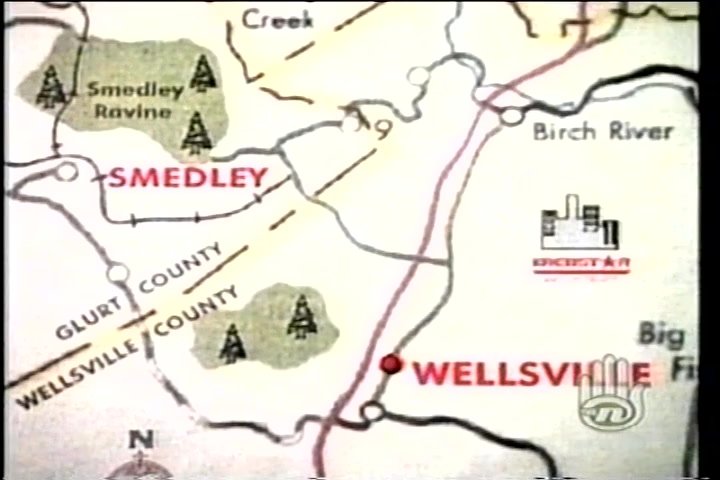 Creek
Smedley
Ravine
9
Birch River
SMEDLEY
GLURT COUNTY
WELLSVILLE COUNTY
Big
WELLSVILLE
N